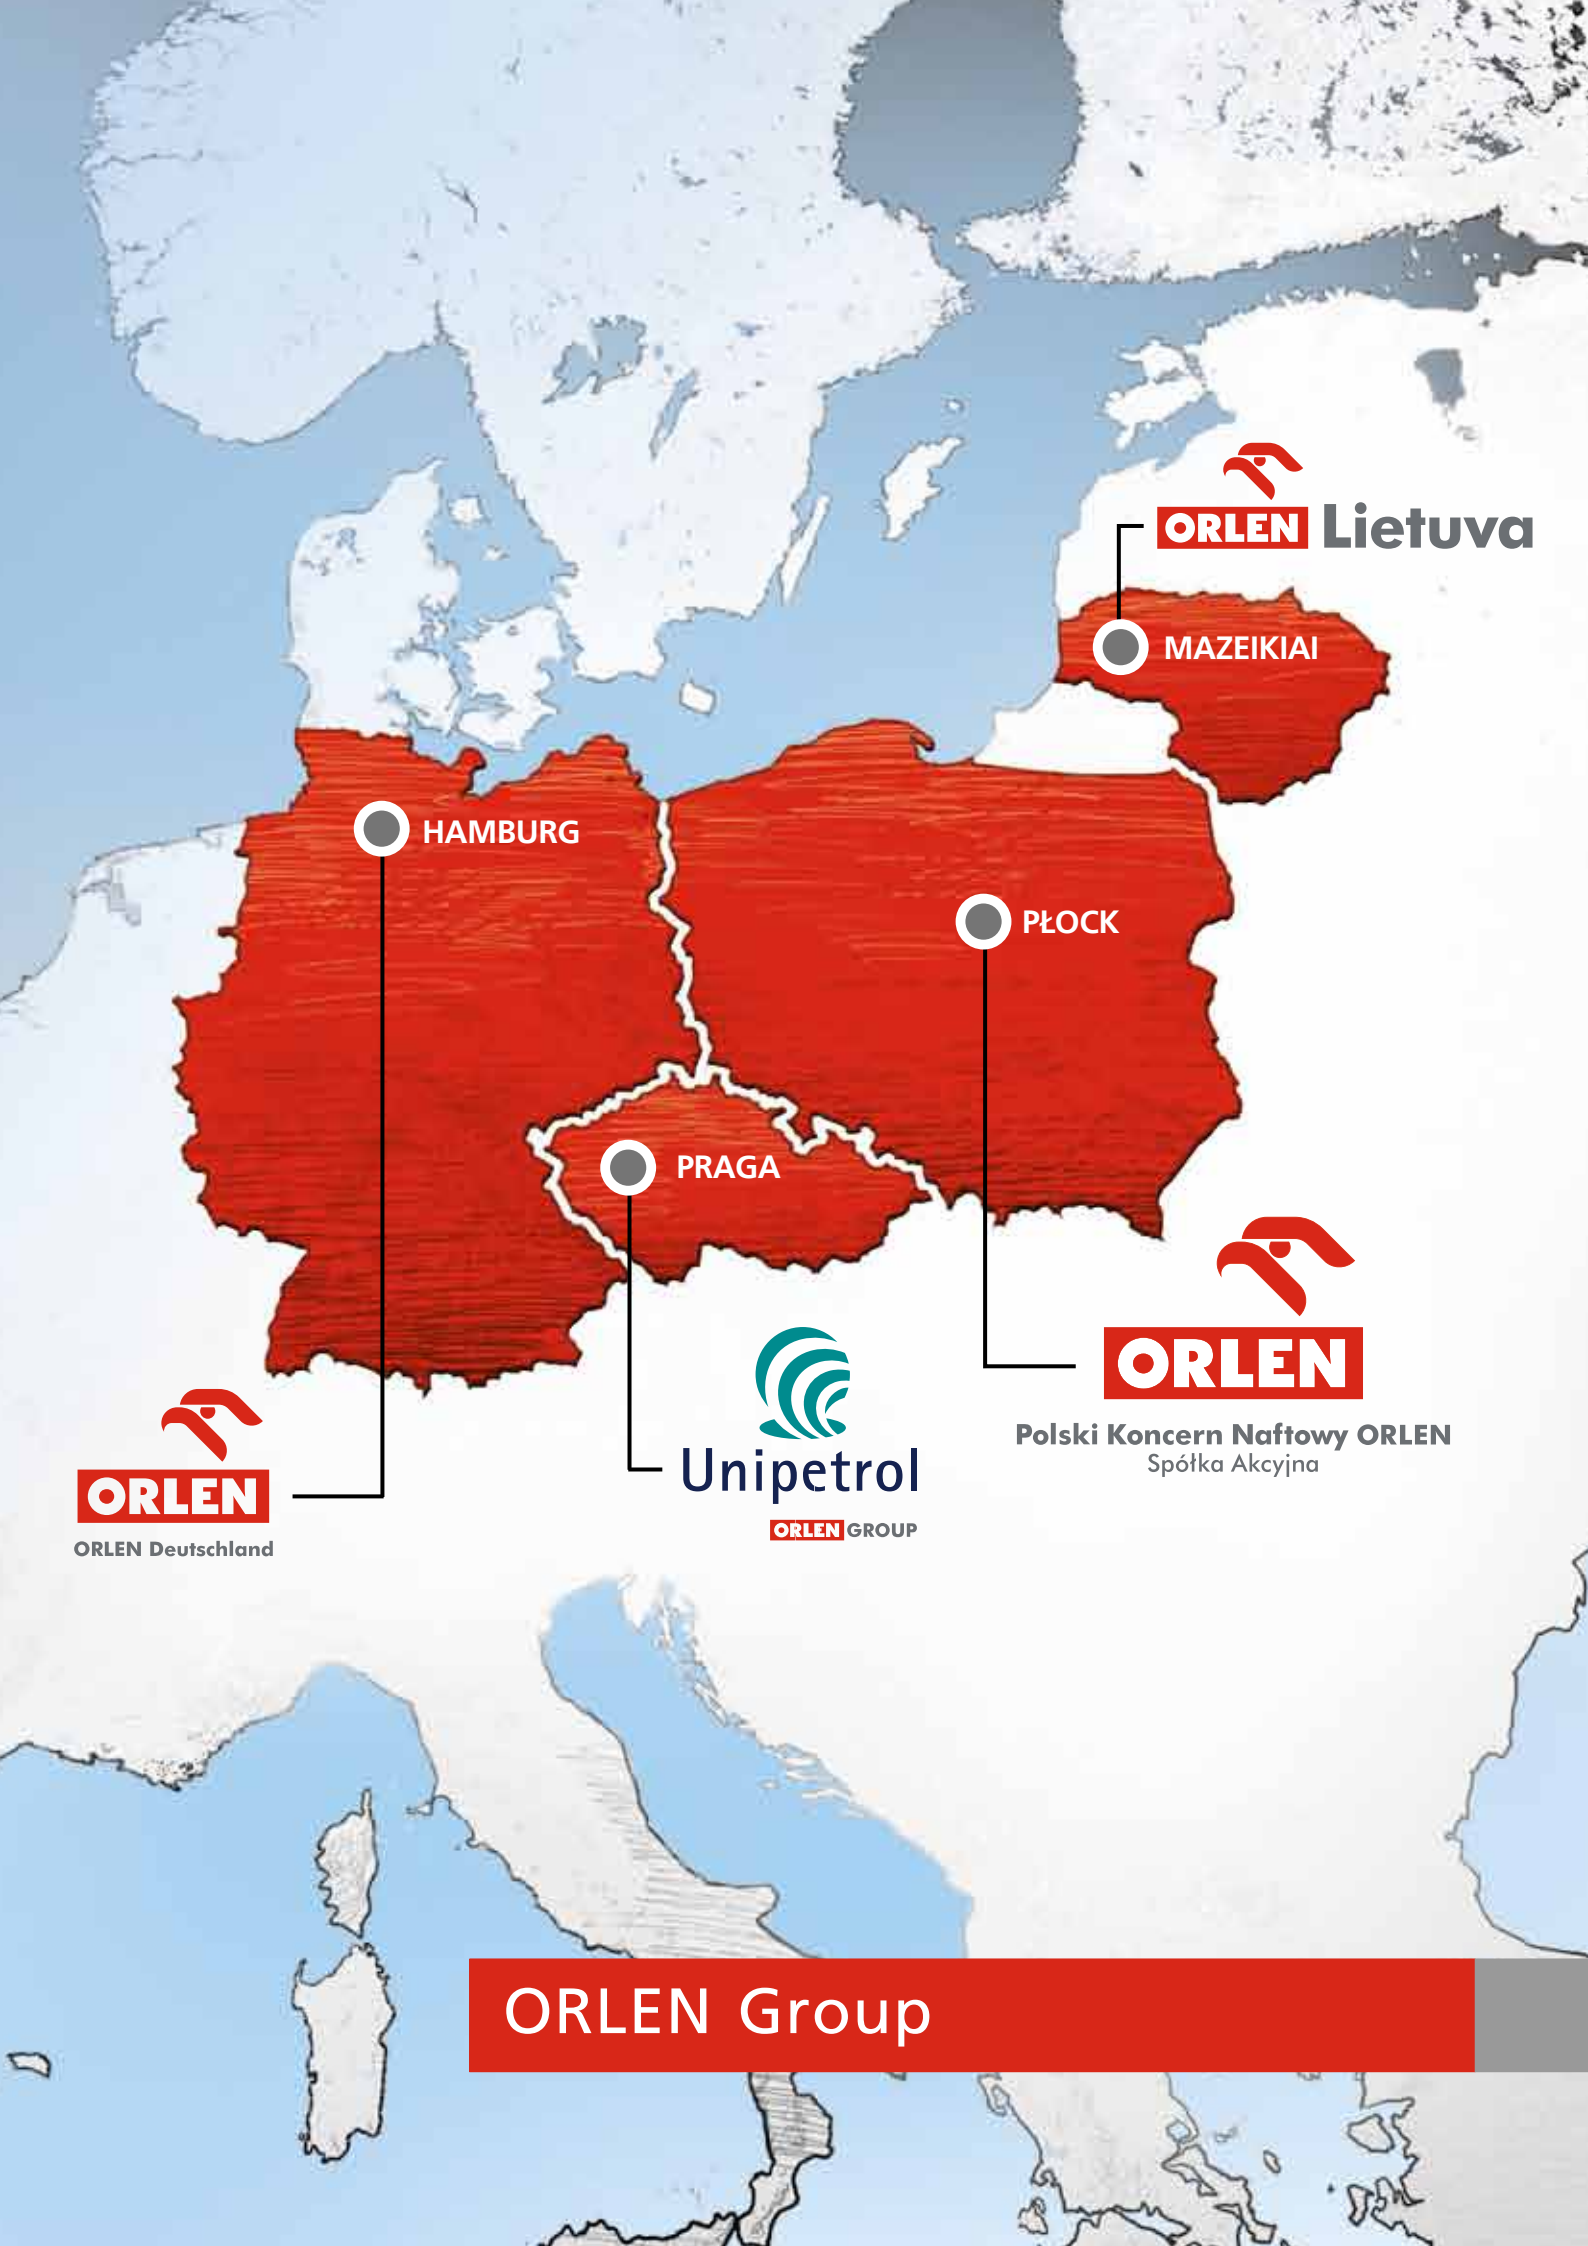 ORLEN Lietuva
MAZEIKIAI
HAMBURG
PŁOCK
PRAGA
ORLEN
Polski Koncern Naftowy ORLEN
Spółka Akcyjna
Unipetrol
ORLEN GROUP
ORLEN
ORLEN Deutschland
ORLEN Group